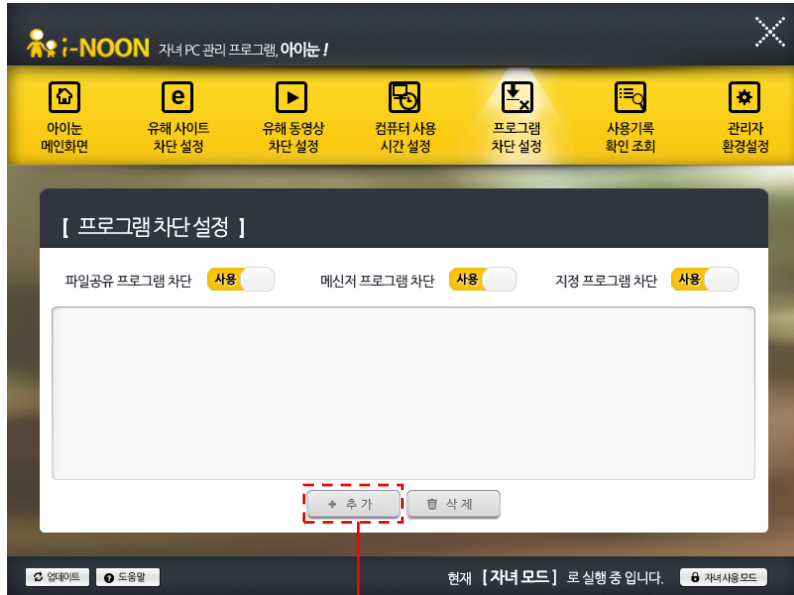 i-NOON 자녀 PC 관리 프로그램, 아이눈 !
아이눈
메인화면
유해 사이트
차단 설정
유해 동영상
차단 설정
컴퓨터 사용
시간 설정
프로그램
차단 설정
사용기록
확인 조회
관리자
환경설정
[ 프로그램 차단 설정 ]
파일공유 프로그램 차단 사용
메신저 프로그램 차단 사용
지정 프로그램 차단 사용
+ 추가
삭제
업데이트
도움말
현재 [ 자녀 모드 ] 로 실행 중 입니다.
자녀사용모드